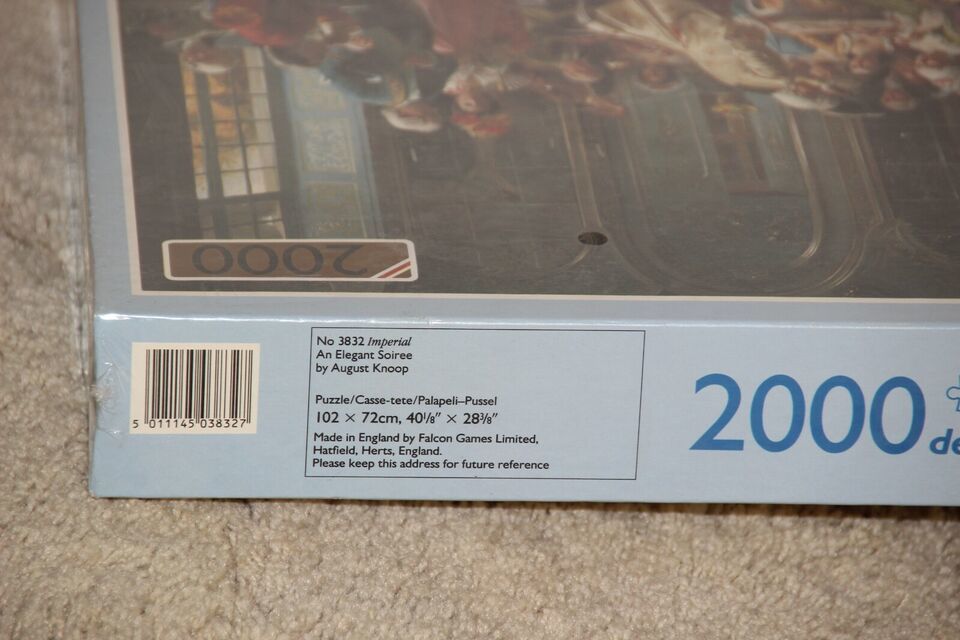 2000
No 3832 Imperial
An Elegant Soiree
by August Knoop
Puzzle/Casse-tete/Palapeli–Pussel
102 × 72cm, 40⅛" × 28⅜"
Made in England by Falcon Games Limited,
Hatfield, Herts, England.
Please keep this address for future reference
5 011145 038327
2000
de